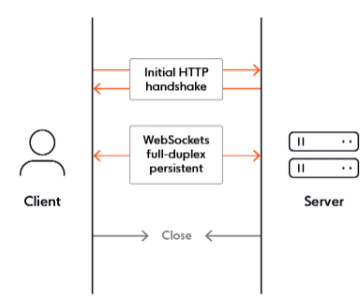 Initial HTTP
handshake
WebSockets
full-duplex
persistent
Client
Server
Close